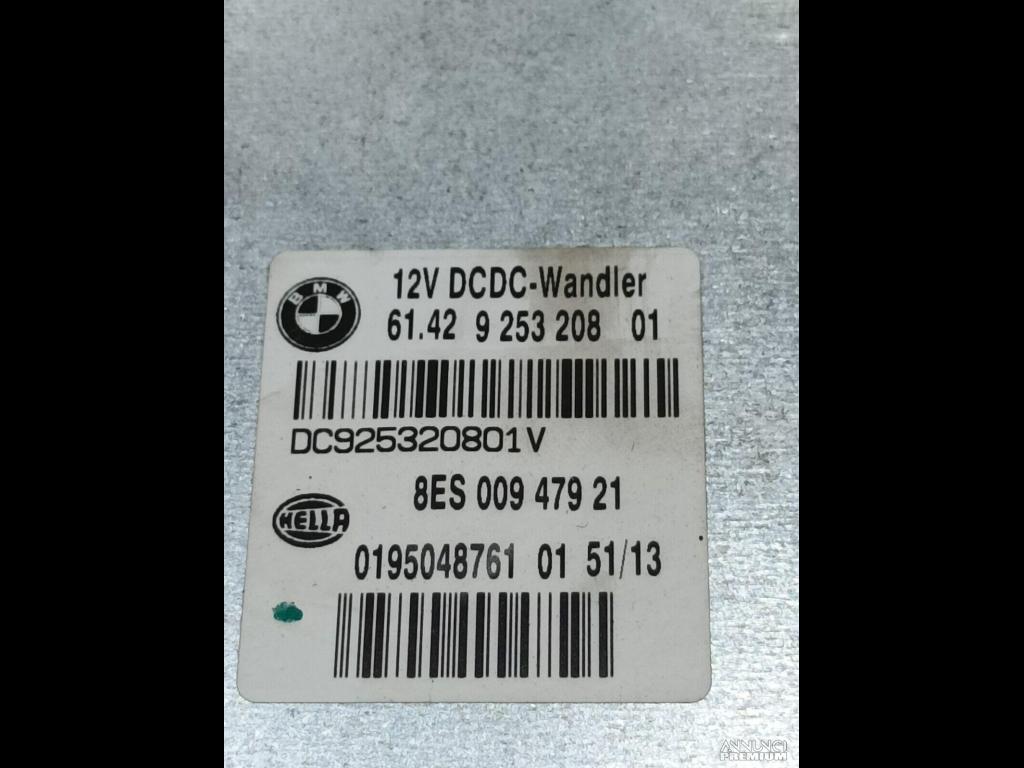 BMW
12V DCDC-Wandler
61.42 9 253 208 01
DC925320801V
8ES 009 479 21
HELLA
0195048761 01 51/13
ANNUNCI
PREMIUM